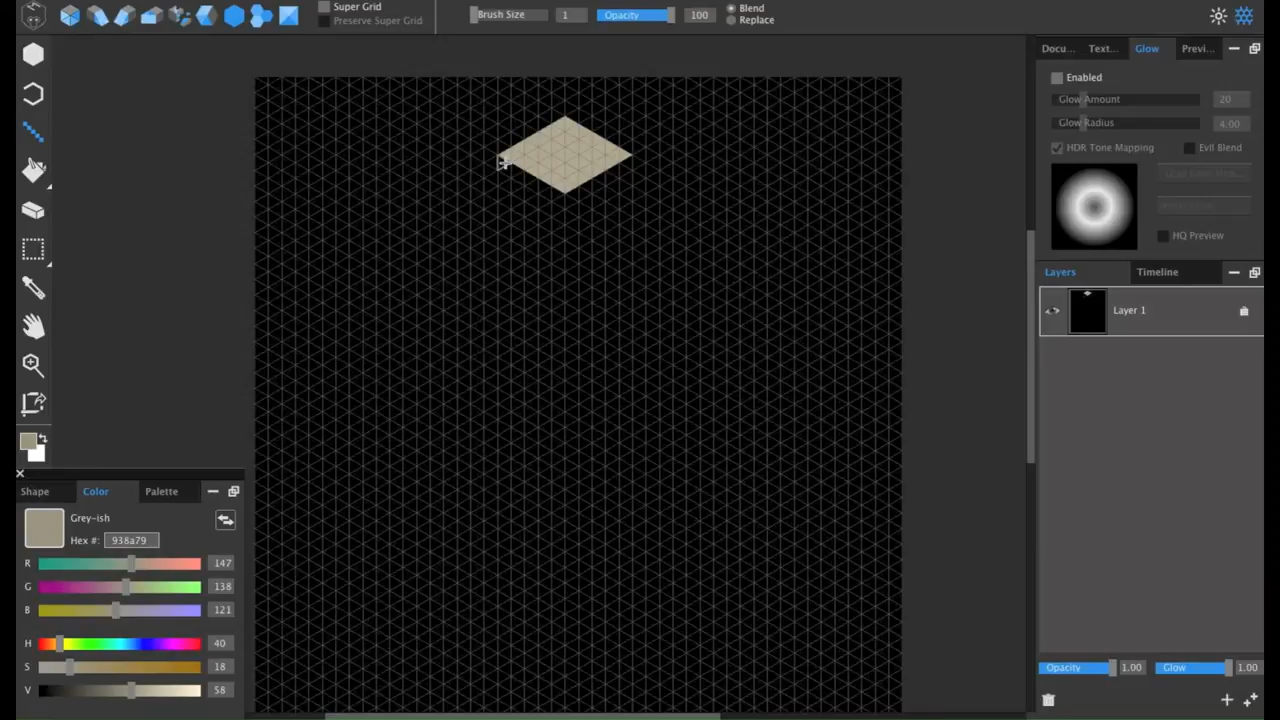 Super Grid
Preserve Super Grid
Brush Size 1
Opacity 100
Blend
Replace
Docu... Text... Glow Previ...
Enabled
Glow Amount 20
Glow Radius 4.00
HDR Tone Mapping Evil Blend
HQ Preview
Layers Timeline
Layer 1
Shape Color Palette
Grey-ish
Hex #: 938a79
R 147
G 138
B 121
H 40
S 18
V 58
Opacity 1.00 Glow 1.00